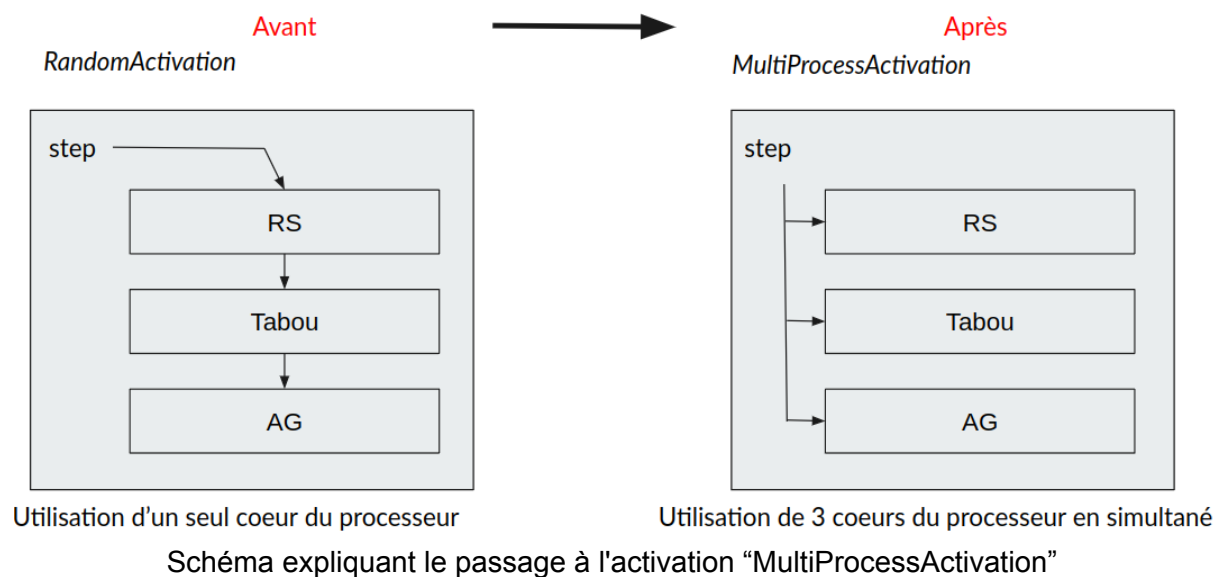 Avant
RandomActivation
step
RS
Tabou
AG
Utilisation d'un seul coeur du processeur
Après
MultiProcessActivation
step
RS
Tabou
AG
Utilisation de 3 coeurs du processeur en simultané
Schéma expliquant le passage à l'activation “MultiProcessActivation”